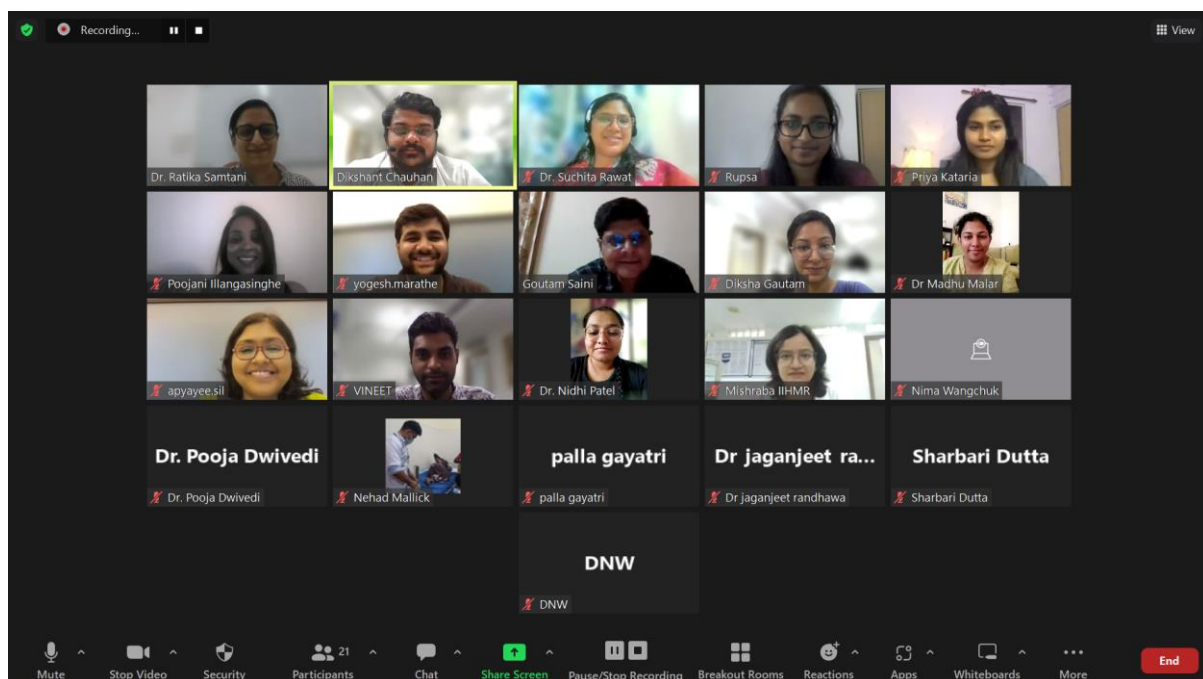 Recording...
View
Dr. Ratika Samtani
Dikshant Chauhan
Dr. Suchita Rawat
Rupsa
Priya Kataria
Poojani Illangasinghe
yogesh.marathe
Goutam Saini
Diksha Gautam
Dr Madhu Malar
apyayee.sil
VINEET
Dr. Nidhi Patel
Mishraba IIHMR
Nima Wangchuk
Dr. Pooja Dwivedi
palla gayatri
Dr jaganjeet ra...
Sharbari Dutta
Dr. Pooja Dwivedi
Nehad Mallick
palla gayatri
Dr jaganjeet randhawa
Sharbari Dutta
DNW
DNW
21
Mute
Stop Video
Security
Participants
Chat
Share Screen
Pause/Stop Recording
Breakout Rooms
Reactions
Apps
Whiteboards
More
End